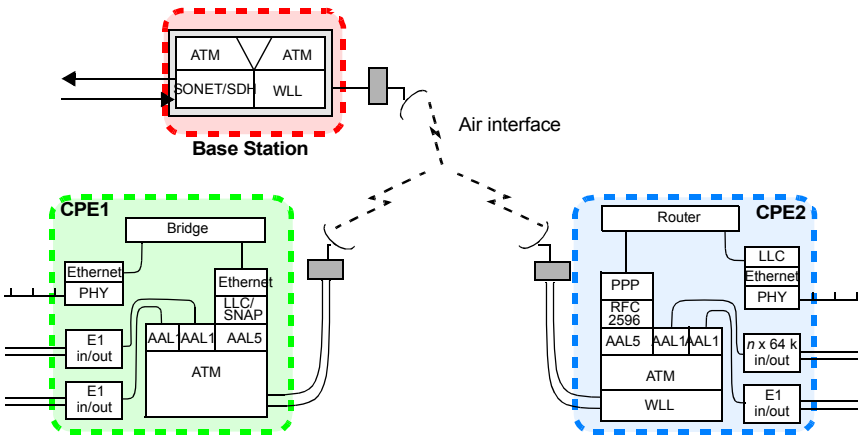 ATM ATM
SONET/SDH WLL
Base Station
Air interface
CPE1
Bridge
Ethernet
PHY
Ethernet
LLC/
SNAP
E1
in/out
AAL1 AAL1 AAL5
ATM
E1
in/out
Router
CPE2
LLC
Ethernet
PHY
PPP
RFC
2596
AAL5 AAL1 AAL1
ATM
WLL
n x 64 k
in/out
E1
in/out